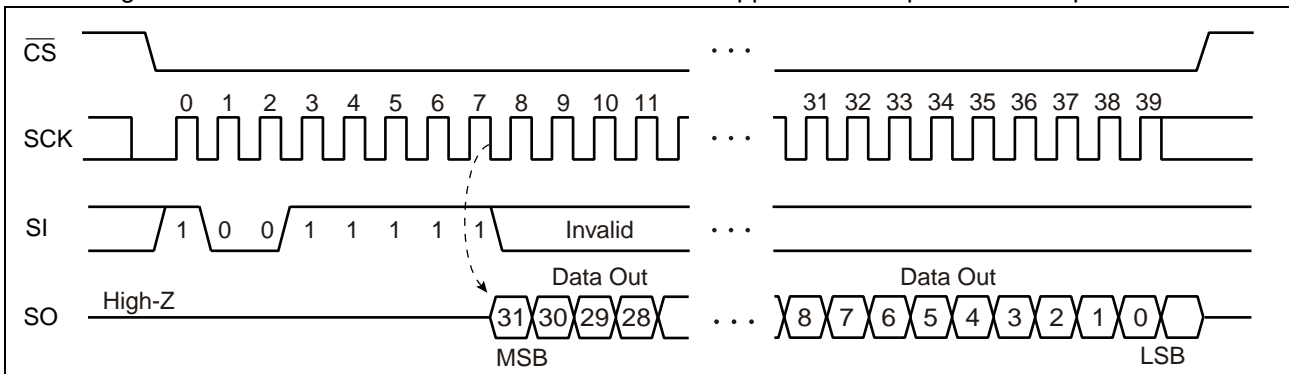 CS
0 1 2 3 4 5 6 7 8 9 10 11 31 32 33 34 35 36 37 38 39
SCK
SI 1 0 0 1 1 1 1 1 Invalid
Data Out Data Out
High-Z
SO 31 30 29 28 8 7 6 5 4 3 2 1 0
MSB LSB